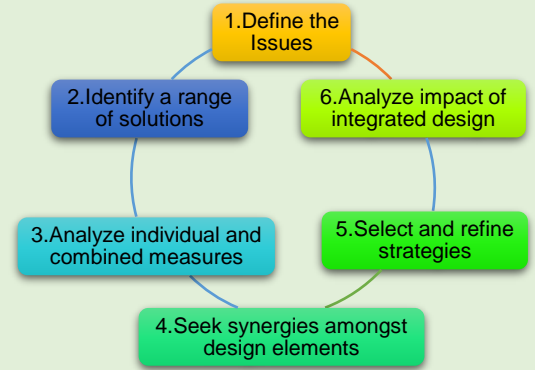 1.Define the
Issues
2.Identify a range
of solutions
3.Analyze individual and
combined measures
4.Seek synergies amongst
design elements
5.Select and refine
strategies
6.Analyze impact of
integrated design